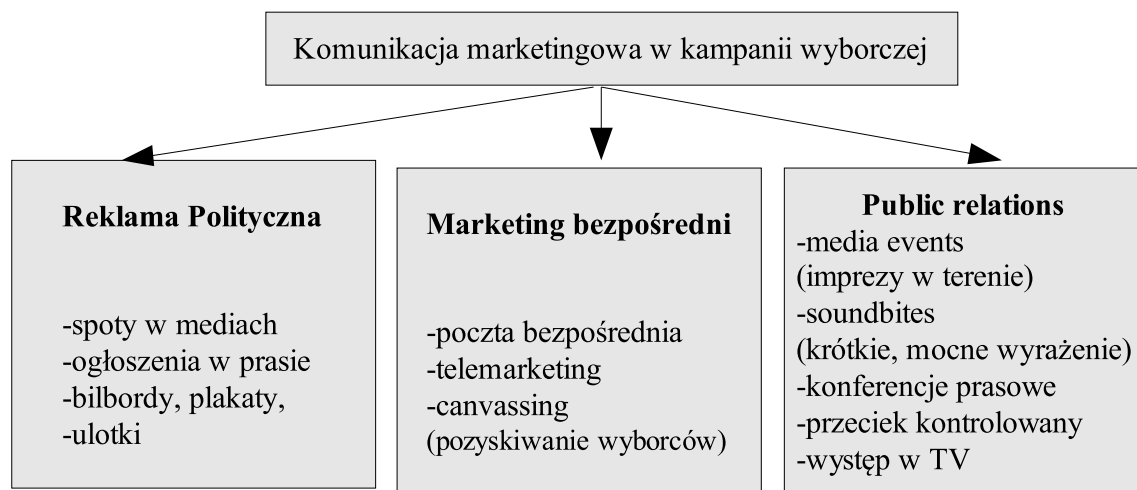 Komunikacja marketingowa w kampanii wyborczej
Reklama Polityczna
-spoty w mediach
-ogłoszenia w prasie
-bilbordy, plakaty,
-ulotki
Marketing bezpośredni
-poczta bezpośrednia
-telemarketing
-canvassing
(pozyskiwanie wyborców)
Public relations
-media events
(imprezy w terenie)
-soundbites
(krótkie, mocne wyrażenie)
-konferencje prasowe
-przeciek kontrolowany
-występ w TV